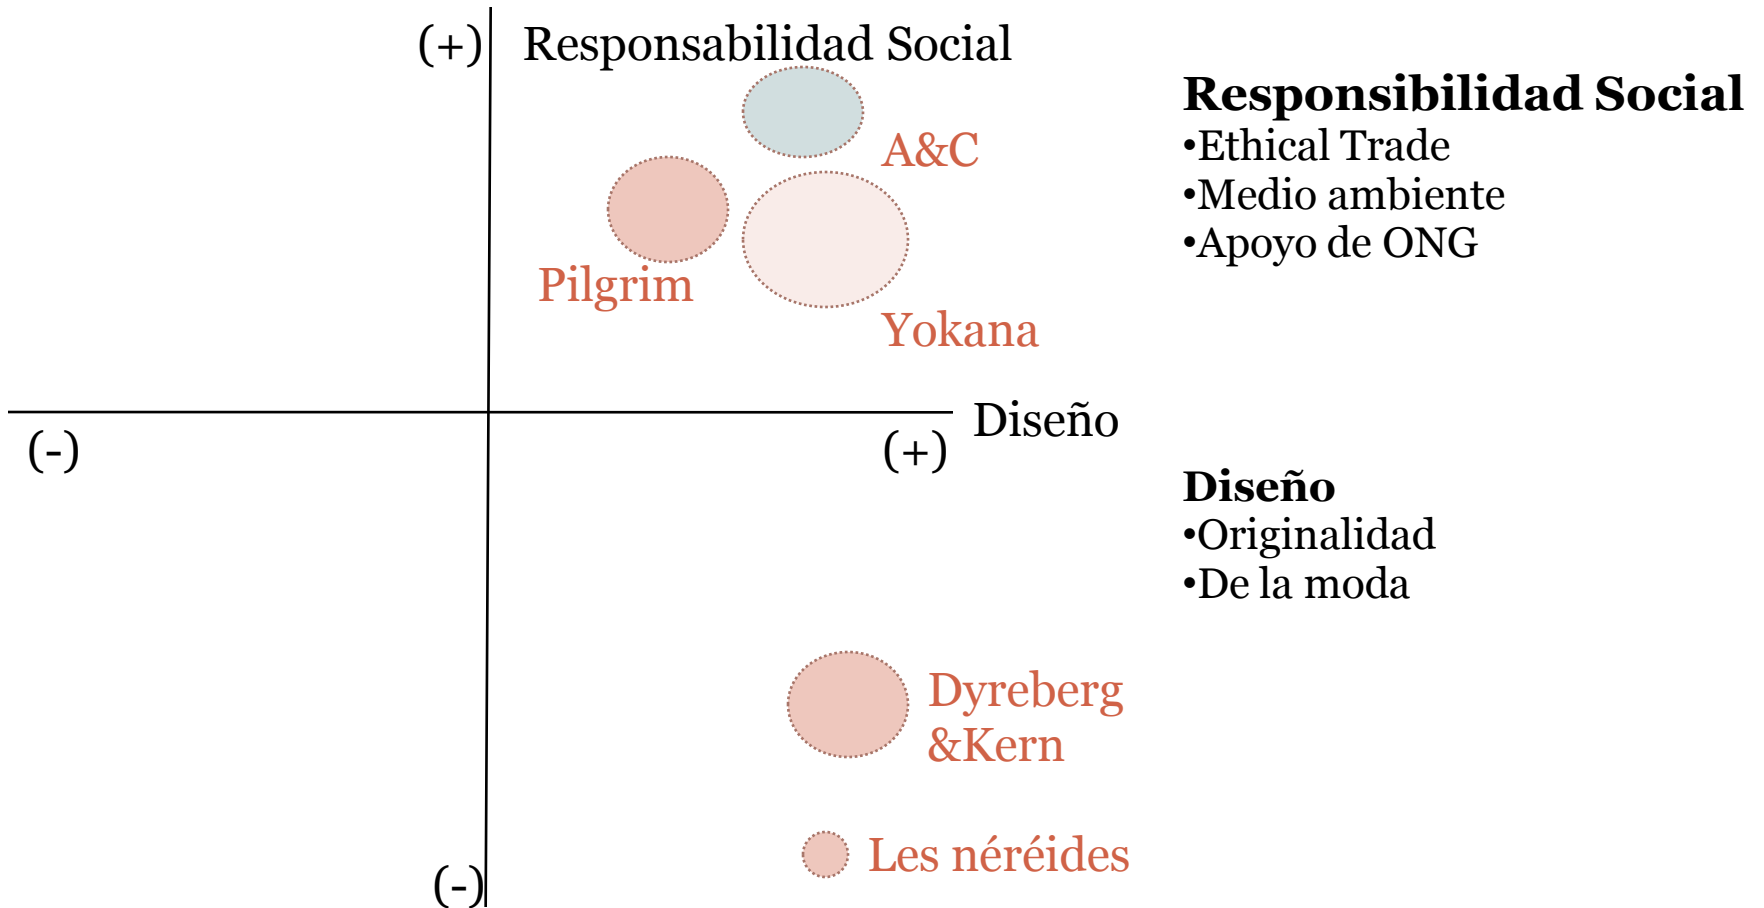 (+) Responsabilidad Social
A&C
Pilgrim
Yokana
Diseño
(-)
(+)
Dyreberg
&Kern
Les néréides
(-)
Responsibilidad Social
•Ethical Trade
•Medio ambiente
•Apoyo de ONG
Diseño
•Originalidad
•De la moda